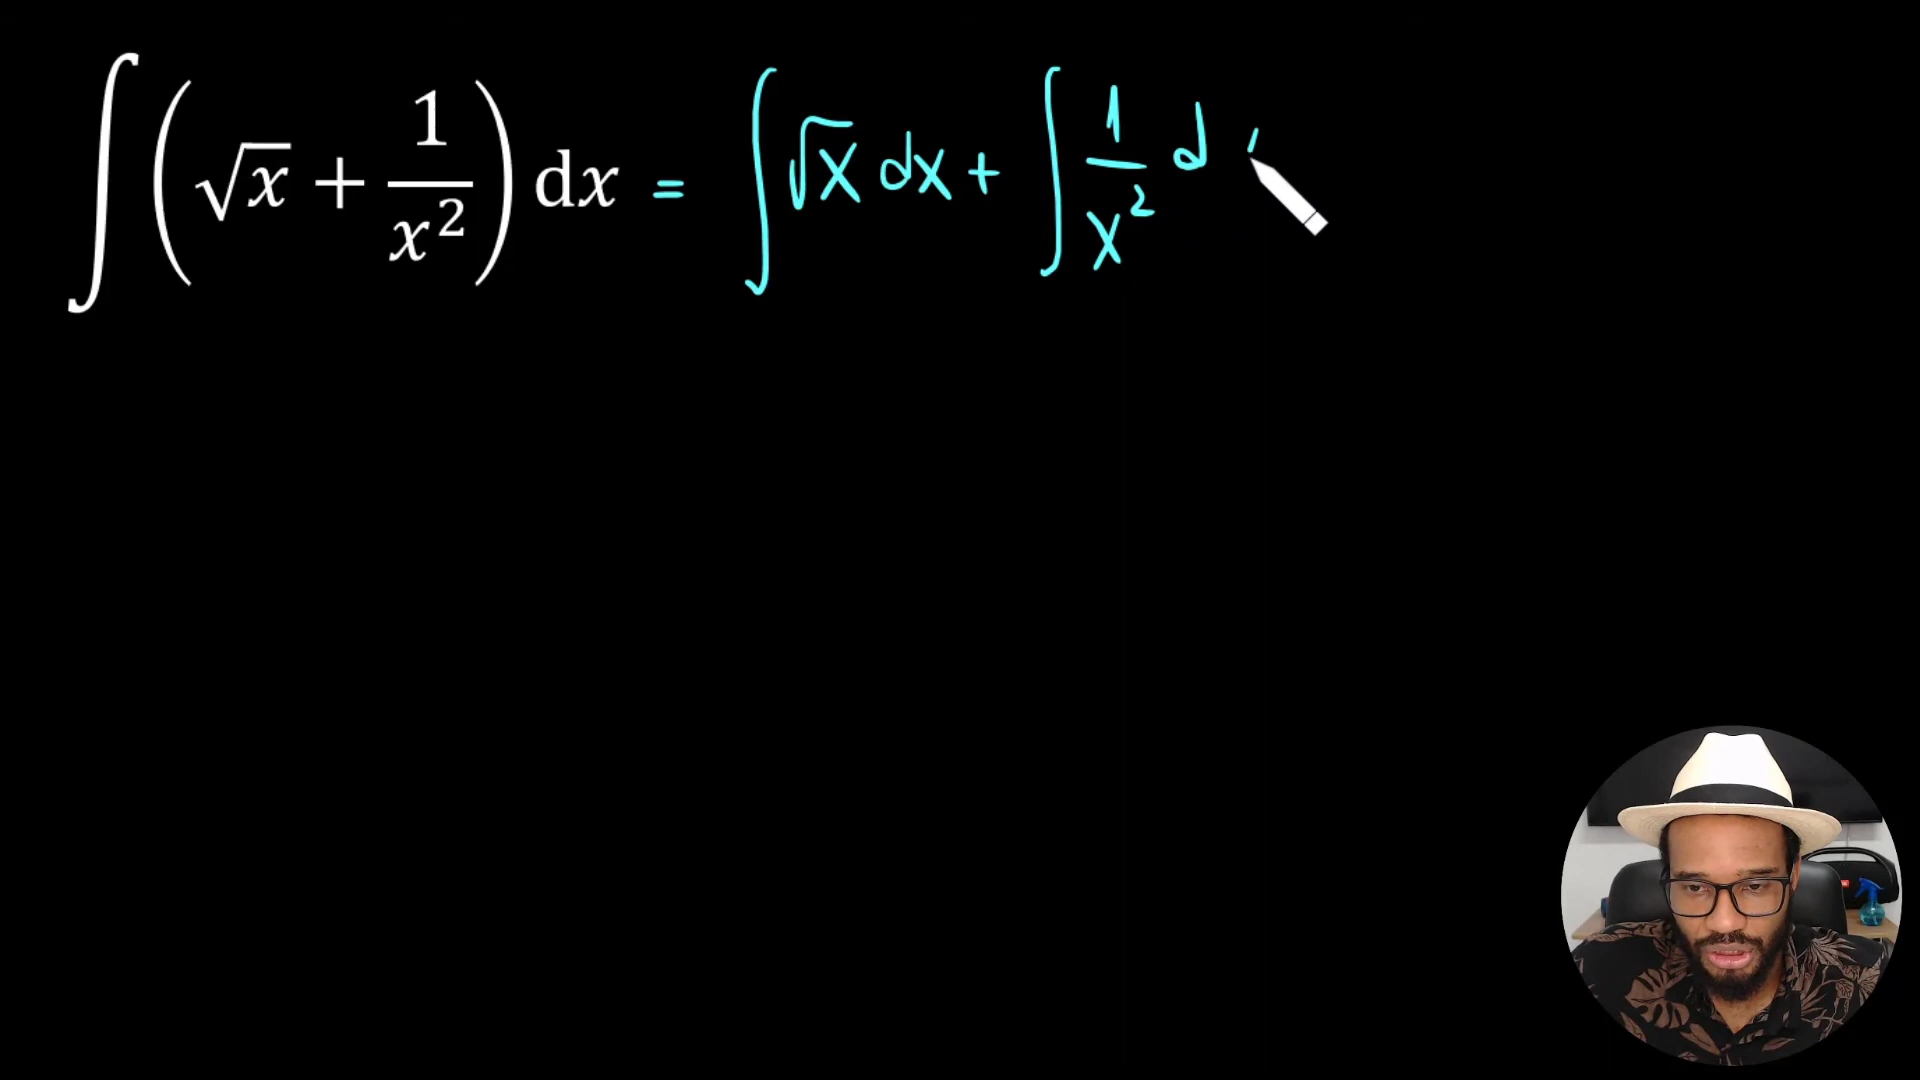 ∫ (√x + 1/x²) dx = ∫ √x dx + ∫ 1/x² d